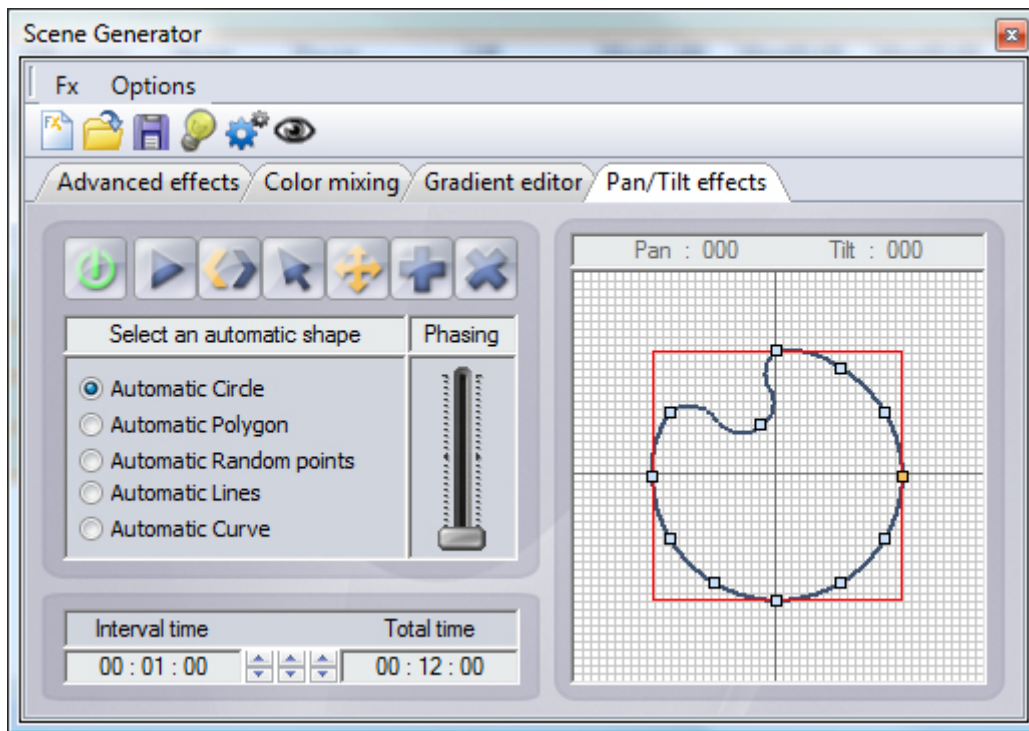 Scene Generator
Fx Options
FX
Advanced effects Color mixing Gradient editor Pan/Tilt effects
Pan : 000 Tilt : 000
Select an automatic shape Phasing
Automatic Circle
Automatic Polygon
Automatic Random points
Automatic Lines
Automatic Curve
Interval time Total time
00 : 01 : 00 00 : 12 : 00